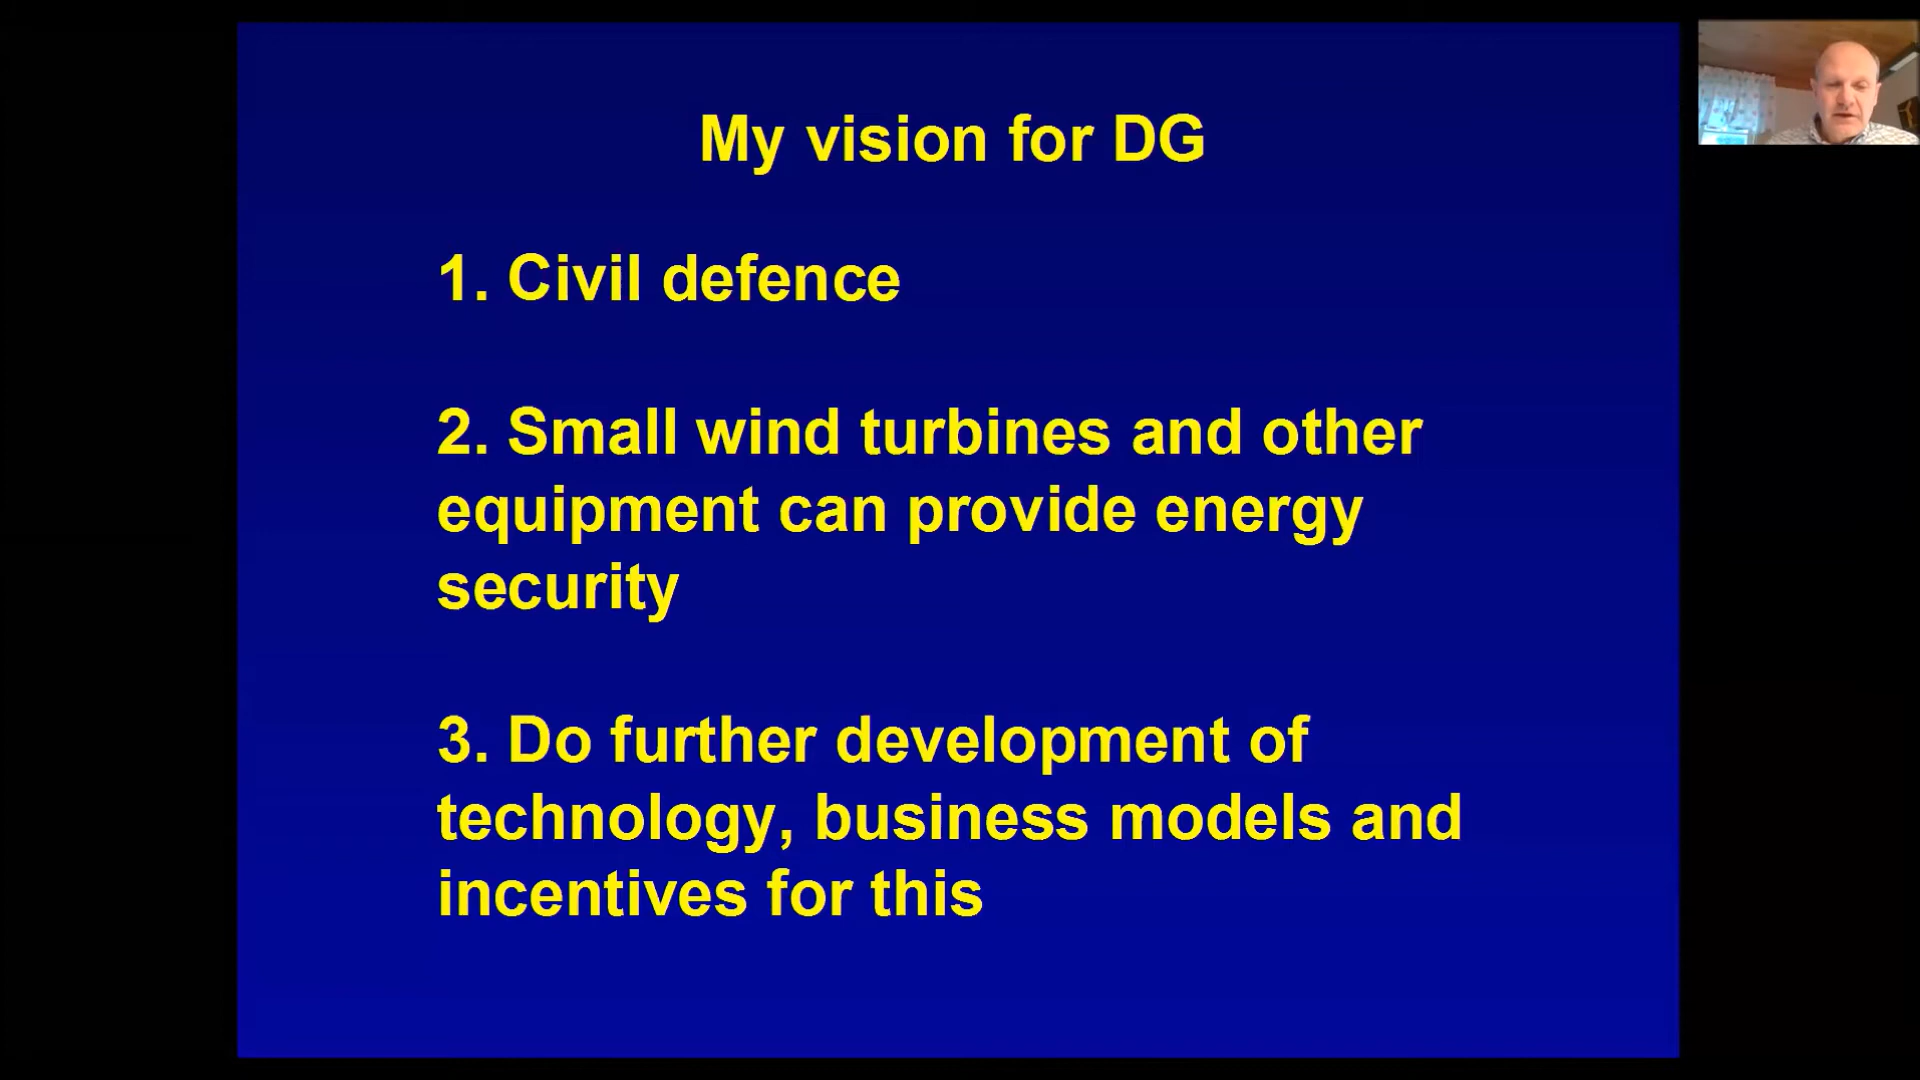 My vision for DG
1. Civil defence
2. Small wind turbines and other
equipment can provide energy
security
3. Do further development of
technology, business models and
incentives for this